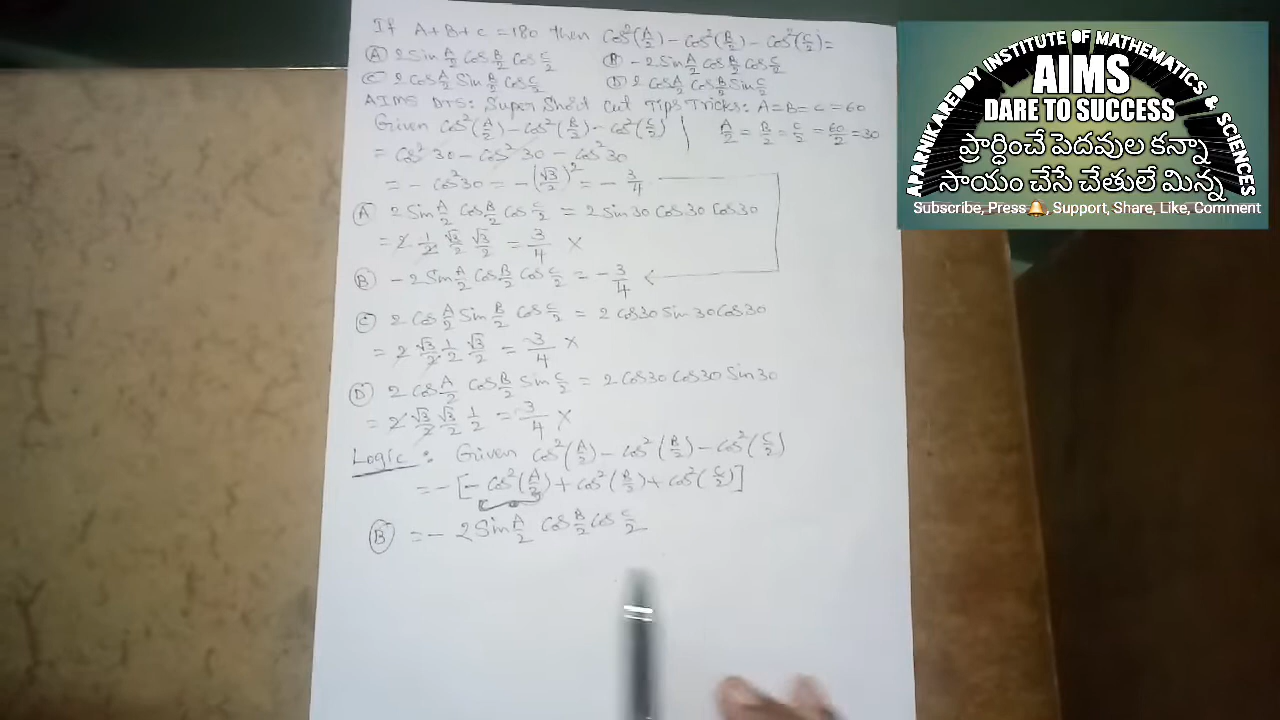 If A+B+C = 180 then Cos²(A/2) - Cos²(B/2) - Cos²(C/2) =
Ⓐ 2 Sin A/2 Cos B/2 Cos C/2 Ⓑ -2 Sin A/2 Cos B/2 Cos C/2
Ⓒ 2 Cos A/2 Sin B/2 Cos C/2 Ⓓ 2 Cos A/2 Cos B/2 Sin C/2
AIMS DTS: Super Short cut Tips Tricks: A = B = C = 60
Given Cos²(A/2) - Cos²(B/2) - Cos²(C/2) | A/2 = B/2 = C/2 = 60/2 = 30
= Cos² 30 - Cos² 30 - Cos² 30
= - Cos² 30 = -(√3/2)² = - 3/4
Ⓐ 2 Sin A/2 Cos B/2 Cos C/2 = 2 Sin 30 Cos 30 Cos 30
= 2 1/2 √3/2 √3/2 = 3/4 ×
Ⓑ -2 Sin A/2 Cos B/2 Cos C/2 = - 3/4
Ⓒ 2 Cos A/2 Sin B/2 Cos C/2 = 2 Cos 30 Sin 30 Cos 30
= 2 √3/2 1/2 √3/2 = 3/4 ×
Ⓓ 2 Cos A/2 Cos B/2 Sin C/2 = 2 Cos 30 Cos 30 Sin 30
= 2 √3/2 √3/2 1/2 = 3/4 ×
Logic : Given Cos²(A/2) - Cos²(B/2) - Cos²(C/2)
= -[- Cos²(A/2) + Cos²(B/2) + Cos²(C/2)]
Ⓑ = - 2 Sin A/2 Cos B/2 Cos C/2
APARNIKAREDDY INSTITUTE OF MATHEMATICS & SCIENCES
AIMS
DARE TO SUCCESS
ప్రార్ధించే పెదవుల కన్నా
సాయం చేసే చేతులే మిన్న
Subscribe, Press🔔, Support, Share, Like, Comment